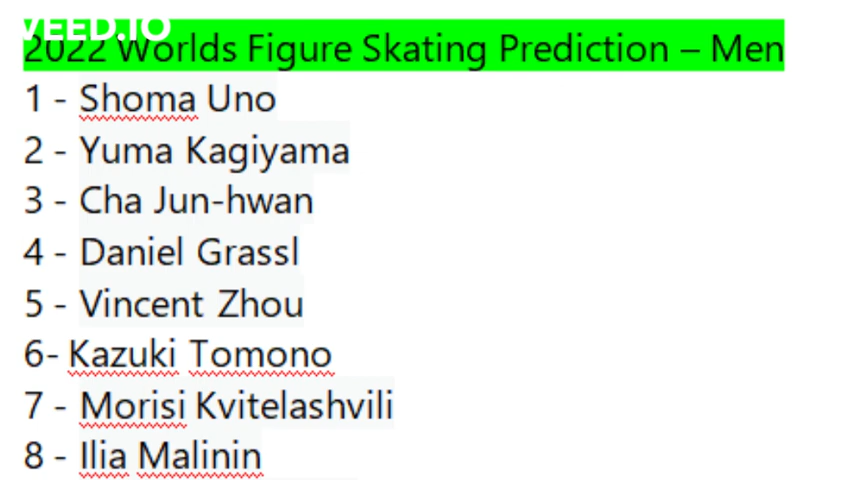 VEED.IO
2022 Worlds Figure Skating Prediction – Men
1 - Shoma Uno
2 - Yuma Kagiyama
3 - Cha Jun-hwan
4 - Daniel Grassl
5 - Vincent Zhou
6- Kazuki Tomono
7 - Morisi Kvitelashvili
8 - Ilia Malinin